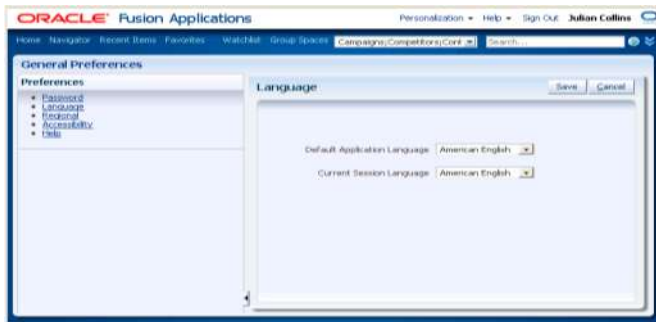 ORACLE Fusion Applications
Personalization Help Sign Out Julian Collins
Home Navigator Recent Items Favorites Watchlist Group Spaces Campaigns;Competitors;Cont Search...
General Preferences
Preferences
Password
Language
Regional
Accessibility
Help
Language
Save Cancel
Default Application Language American English
Current Session Language American English